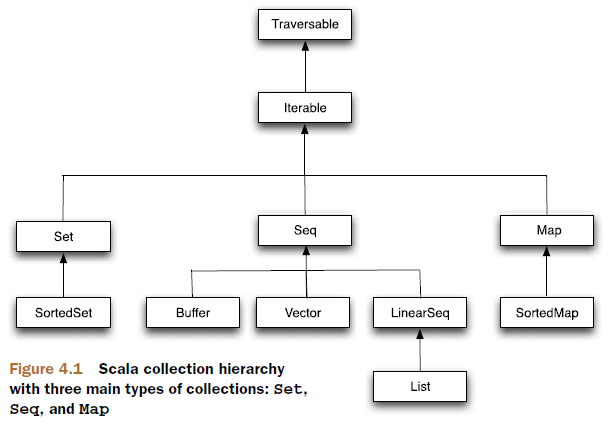 Traversable
Iterable
Set
Seq
Map
SortedSet
Buffer
Vector
LinearSeq
SortedMap
List
Figure 4.1 Scala collection hierarchy
with three main types of collections: Set,
Seq, and Map